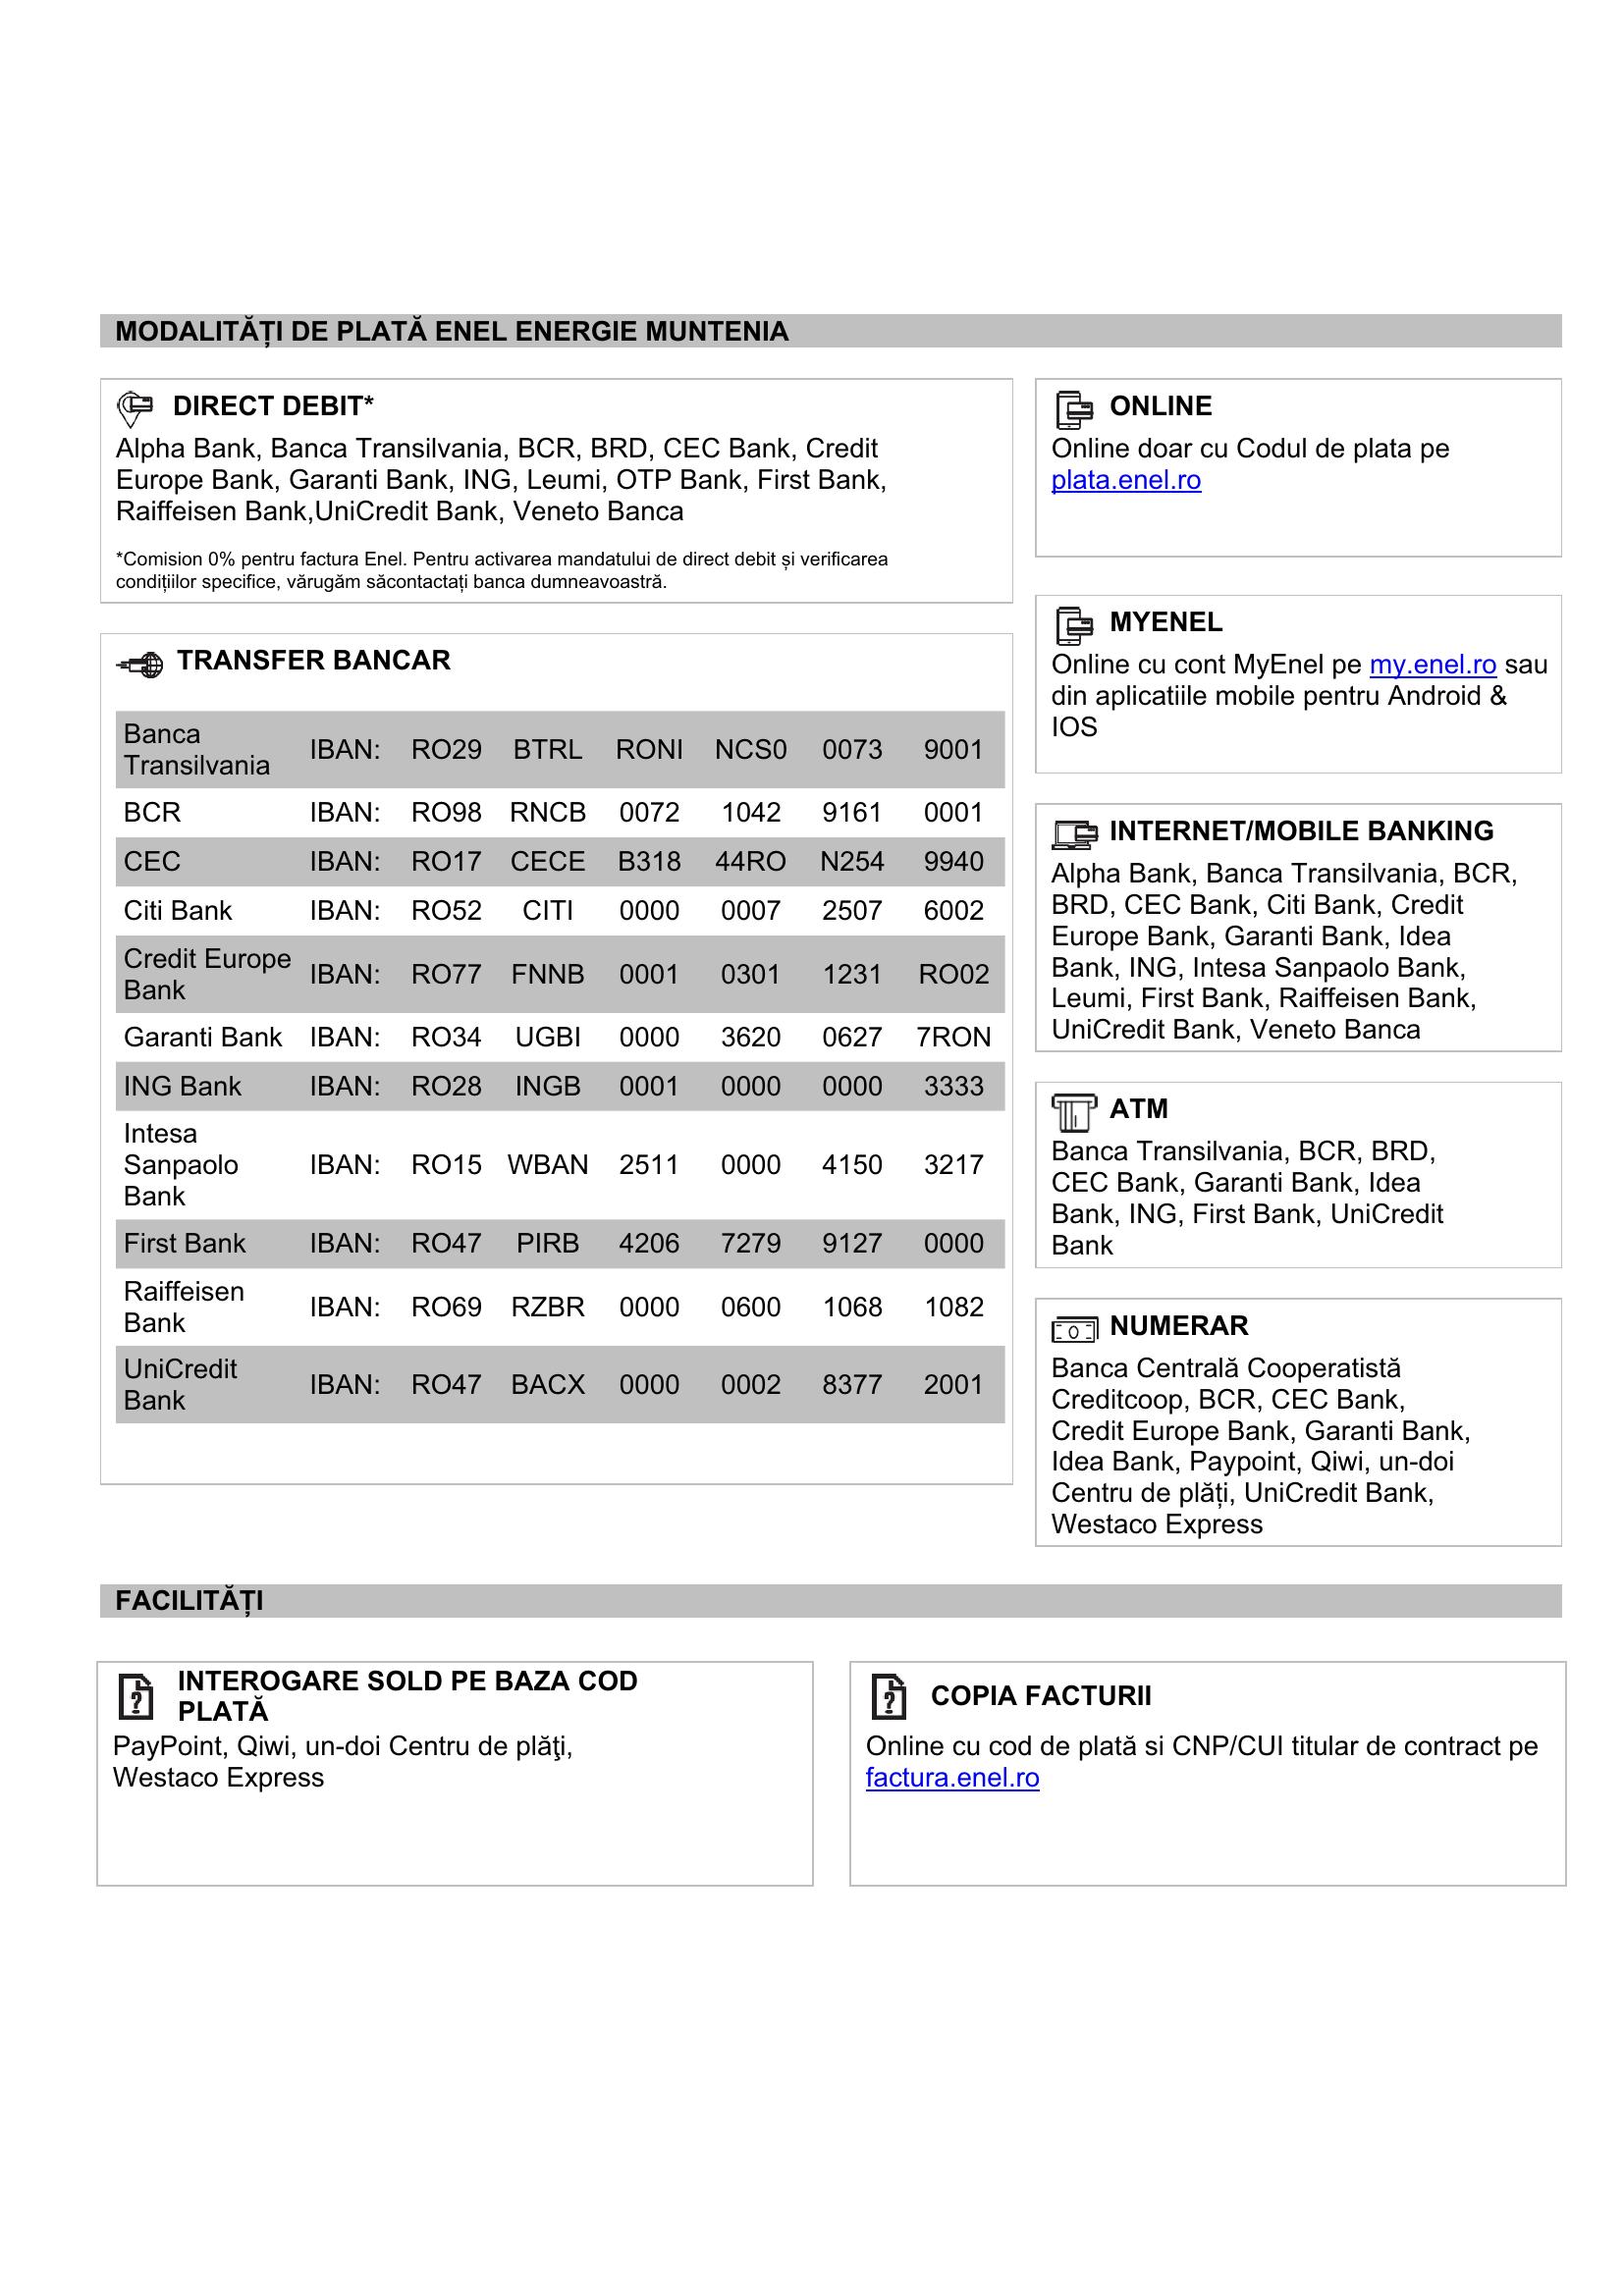 MODALITĂȚI DE PLATĂ ENEL ENERGIE MUNTENIA
DIRECT DEBIT*
Alpha Bank, Banca Transilvania, BCR, BRD, CEC Bank, Credit
Europe Bank, Garanti Bank, ING, Leumi, OTP Bank, First Bank,
Raiffeisen Bank,UniCredit Bank, Veneto Banca
*Comision 0% pentru factura Enel. Pentru activarea mandatului de direct debit și verificarea
condițiilor specifice, vărugăm săcontactați banca dumneavoastră.
TRANSFER BANCAR
Banca
Transilvania IBAN: RO29 BTRL RONI NCS0 0073 9001
BCR IBAN: RO98 RNCB 0072 1042 9161 0001
CEC IBAN: RO17 CECE B318 44RO N254 9940
Citi Bank IBAN: RO52 CITI 0000 0007 2507 6002
Credit Europe
Bank IBAN: RO77 FNNB 0001 0301 1231 RO02
Garanti Bank IBAN: RO34 UGBI 0000 3620 0627 7RON
ING Bank IBAN: RO28 INGB 0001 0000 0000 3333
Intesa
Sanpaolo IBAN: RO15 WBAN 2511 0000 4150 3217
Bank
First Bank IBAN: RO47 PIRB 4206 7279 9127 0000
Raiffeisen
Bank IBAN: RO69 RZBR 0000 0600 1068 1082
UniCredit
Bank IBAN: RO47 BACX 0000 0002 8377 2001
ONLINE
Online doar cu Codul de plata pe
plata.enel.ro
MYENEL
Online cu cont MyEnel pe my.enel.ro sau
din aplicatiile mobile pentru Android &
IOS
INTERNET/MOBILE BANKING
Alpha Bank, Banca Transilvania, BCR,
BRD, CEC Bank, Citi Bank, Credit
Europe Bank, Garanti Bank, Idea
Bank, ING, Intesa Sanpaolo Bank,
Leumi, First Bank, Raiffeisen Bank,
UniCredit Bank, Veneto Banca
ATM
Banca Transilvania, BCR, BRD,
CEC Bank, Garanti Bank, Idea
Bank, ING, First Bank, UniCredit
Bank
NUMERAR
Banca Centrală Cooperatistă
Creditcoop, BCR, CEC Bank,
Credit Europe Bank, Garanti Bank,
Idea Bank, Paypoint, Qiwi, un-doi
Centru de plăți, UniCredit Bank,
Westaco Express
FACILITĂȚI
INTEROGARE SOLD PE BAZA COD
PLATĂ
PayPoint, Qiwi, un-doi Centru de plăţi,
Westaco Express
COPIA FACTURII
Online cu cod de plată si CNP/CUI titular de contract pe
factura.enel.ro